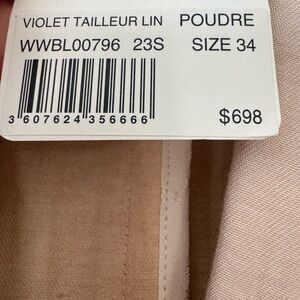 VIOLET TAILLEUR LIN POUDRE
WWBL00796 23S SIZE 34
3 607624 356666
$698